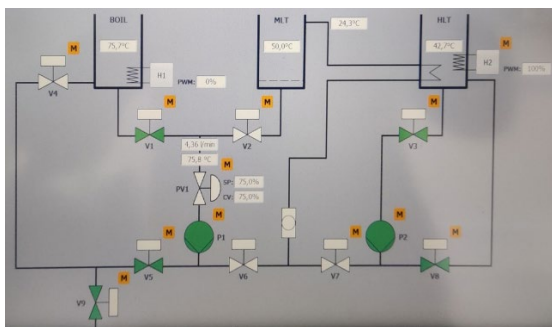 BOIL
MLT
HLT
75,7°C
50,0°C
24,3°C
42,7°C
M
M
H1
H2
PWM: 0%
PWM: 100%
V4
M
M
M
V1
V2
V3
4,36 l/min
75,8 °C
M
PV1
SP: 75,0%
CV: 75,0%
M
P1
M
P2
M
M
M
M
V5
V6
V7
V8
M
V9